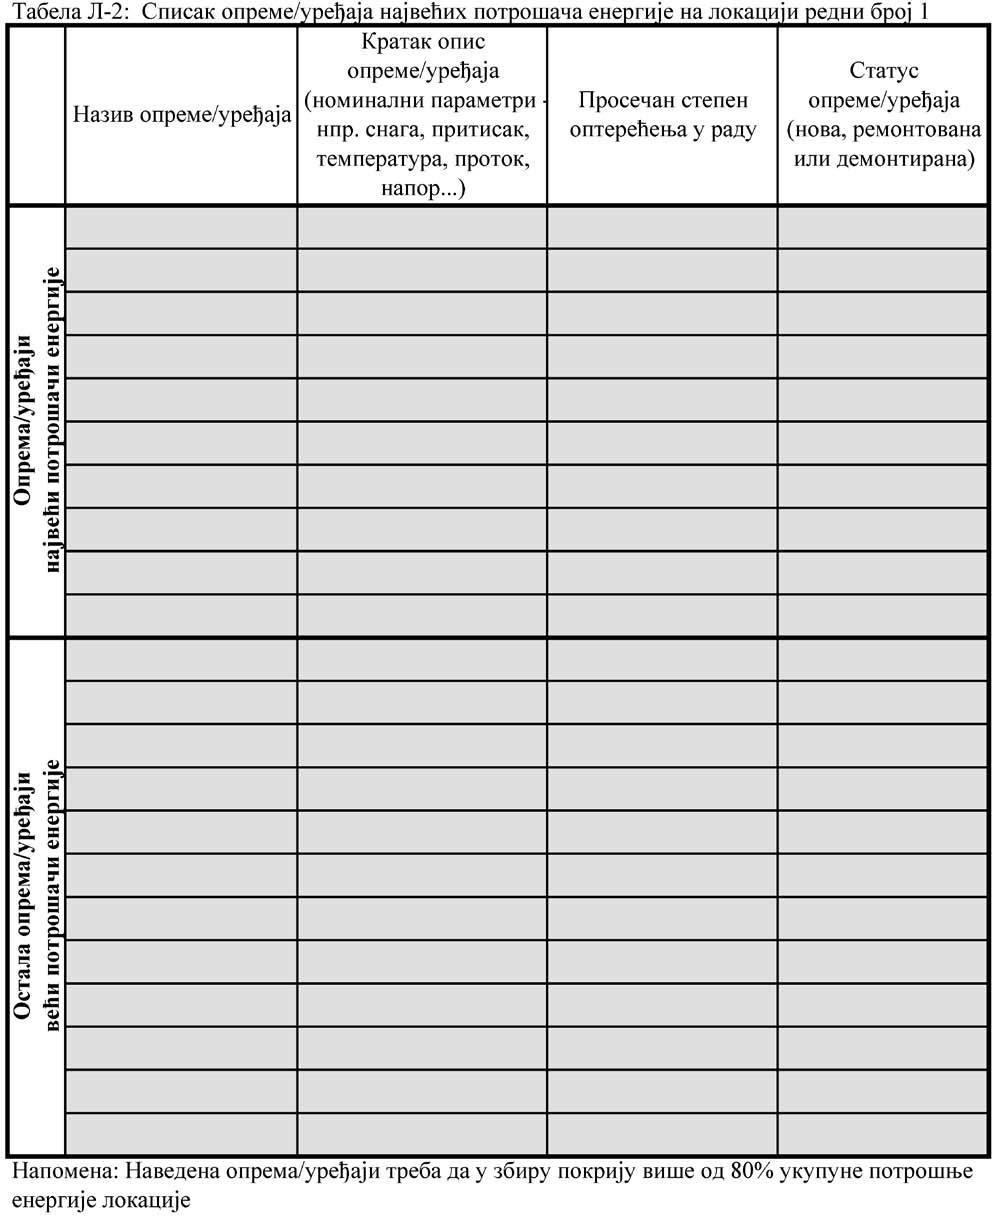 Табела Л-2:  Списак опреме/уређаја највећих потрошача енергије на локацији редни број 1
Назив опреме/уређаја
Кратак опис
опреме/уређаја
(номинални параметри -
нпр. снага, притисак,
температура, проток,
напор...)
Просечан степен
оптерећења у раду
Статус
опреме/уређаја
(нова, ремонтована
или демонтирана)
Опрема/уређаји
највећи потрошачи енергије
Остала опрема/уређаји
већи потрошачи енергије
Напомена: Наведена опрема/уређаји треба да у збиру покрију више од 80% укупуне потрошње
енергије локације